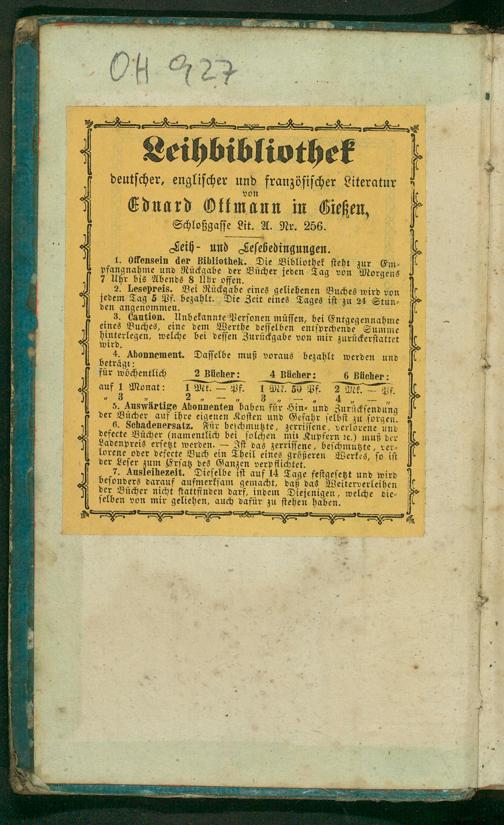 OH 927
Leihbibliothek
deutscher, englischer und französischer Literatur
von
Eduard Ottmann in Gießen,
Schloßgasse Lit. A. Nr. 256.
Leih- und Lesebedingungen.
1. Offensein der Bibliothek. Die Bibliothek steht zur Em-
pfangnahme und Rückgabe der Bücher jeden Tag von Morgens
7 Uhr bis Abends 8 Uhr offen.
2. Lesepreis. Bei Rückgabe eines geliehenen Buches wird von
jedem Tag 5 Pf. bezahlt. Die Zeit eines Tages ist zu 24 Stun-
den angenommen.
3. Caution. Unbekannte Personen müssen, bei Entgegennahme
eines Buches, eine dem Werthe desselben entsprchende Summe
hinterlegen, welche bei dessen Zurückgabe von mir zurückerstattet
wird.
4. Abonnement. Dasselbe muß voraus bezahlt werden und
beträgt:
für wöchentlich 2 Bücher: 4 Bücher: 6 Bücher:
auf 1 Monat: 1 Mk. — Pf. 1 Mk. 50 Pf. 2 Mk. — Pf.
„ 3 „ 2 „ — „ 3 „ — „ 4 „ — „
5. Auswärtige Abonnenten haben für Hin- und Zurücksendung
der Bücher auf ihre eigenen Kosten und Gefahr selbst zu sorgen.
6. Schadenersatz. Für beschmutzte, zerrissene, verlorene und
defecte Bücher (namentlich bei solchen mit Kupfern ꝛc.) muß der
Ladenpreis ersetzt werden. — Ist das zerrissene, beschmutzte, ver-
lorene oder defecte Buch ein Theil eines größeren Werkes, so ist
der Leser zum Ersatz des Ganzen verpflichtet.
7. Ausleihezeit. Dieselbe ist auf 14 Tage festgesetzt und wird
besonders darauf aufmerksam gemacht, daß das Weiterverleihen
der Bücher nicht stattfinden darf, indem Diejenigen, welche die-
selben von mir geliehen, auch dafür zu stehen haben.